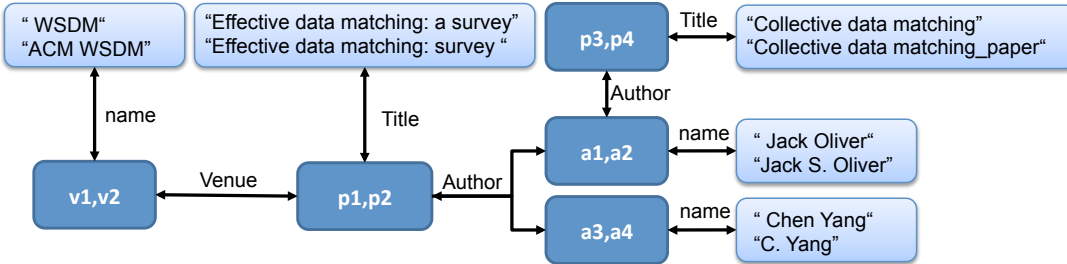 “ WSDM“
“ACM WSDM”
“Effective data matching: a survey”
“Effective data matching: survey “
p3,p4
Title
“Collective data matching”
“Collective data matching_paper“
name
Title
Author
a1,a2
name
“ Jack Oliver“
“Jack S. Oliver”
v1,v2
Venue
p1,p2
Author
a3,a4
name
“ Chen Yang“
“C. Yang”